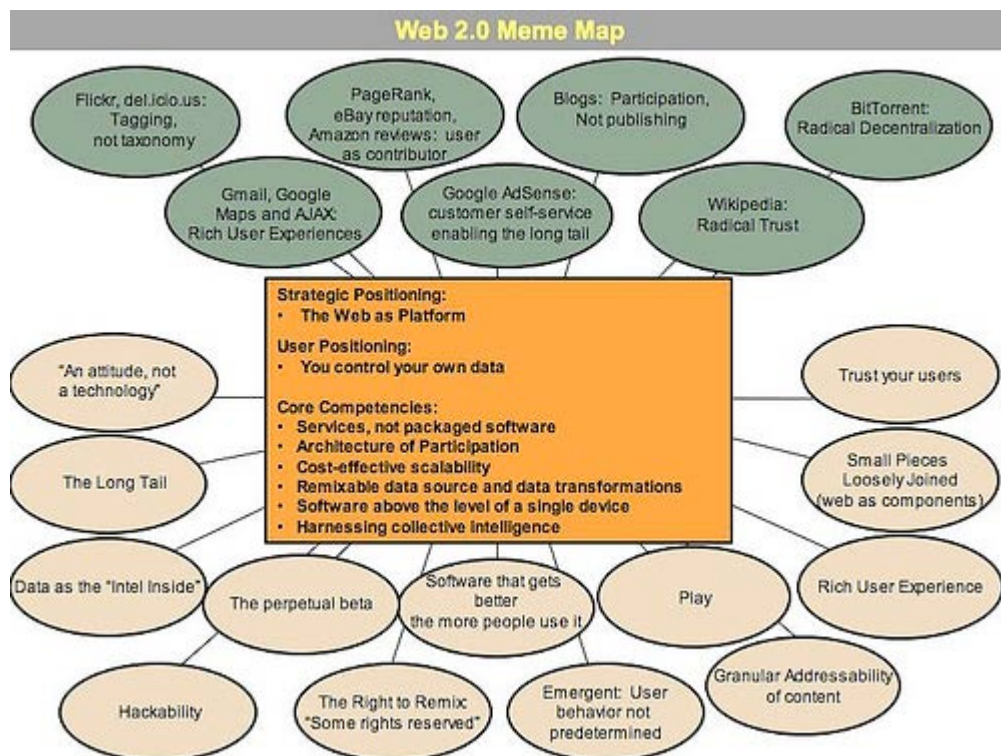 Web 2.0 Meme Map
Flickr, del.icio.us:
Tagging,
not taxonomy
PageRank,
eBay reputation,
Amazon reviews: user
as contributor
Blogs: Participation,
Not publishing
BitTorrent:
Radical Decentralization
Gmail, Google
Maps and AJAX:
Rich User Experiences
Google AdSense:
customer self-service
enabling the long tail
Wikipedia:
Radical Trust
Strategic Positioning:
• The Web as Platform
User Positioning:
• You control your own data
Core Competencies:
• Services, not packaged software
• Architecture of Participation
• Cost-effective scalability
• Remixable data source and data transformations
• Software above the level of a single device
• Harnessing collective intelligence
"An attitude, not
a technology"
Trust your users
The Long Tail
Small Pieces
Loosely Joined
(web as components)
Data as the "Intel Inside"
The perpetual beta
Software that gets
better
the more people use it
Play
Rich User Experience
Hackability
The Right to Remix:
"Some rights reserved"
Emergent: User
behavior not
predetermined
Granular Addressability
of content